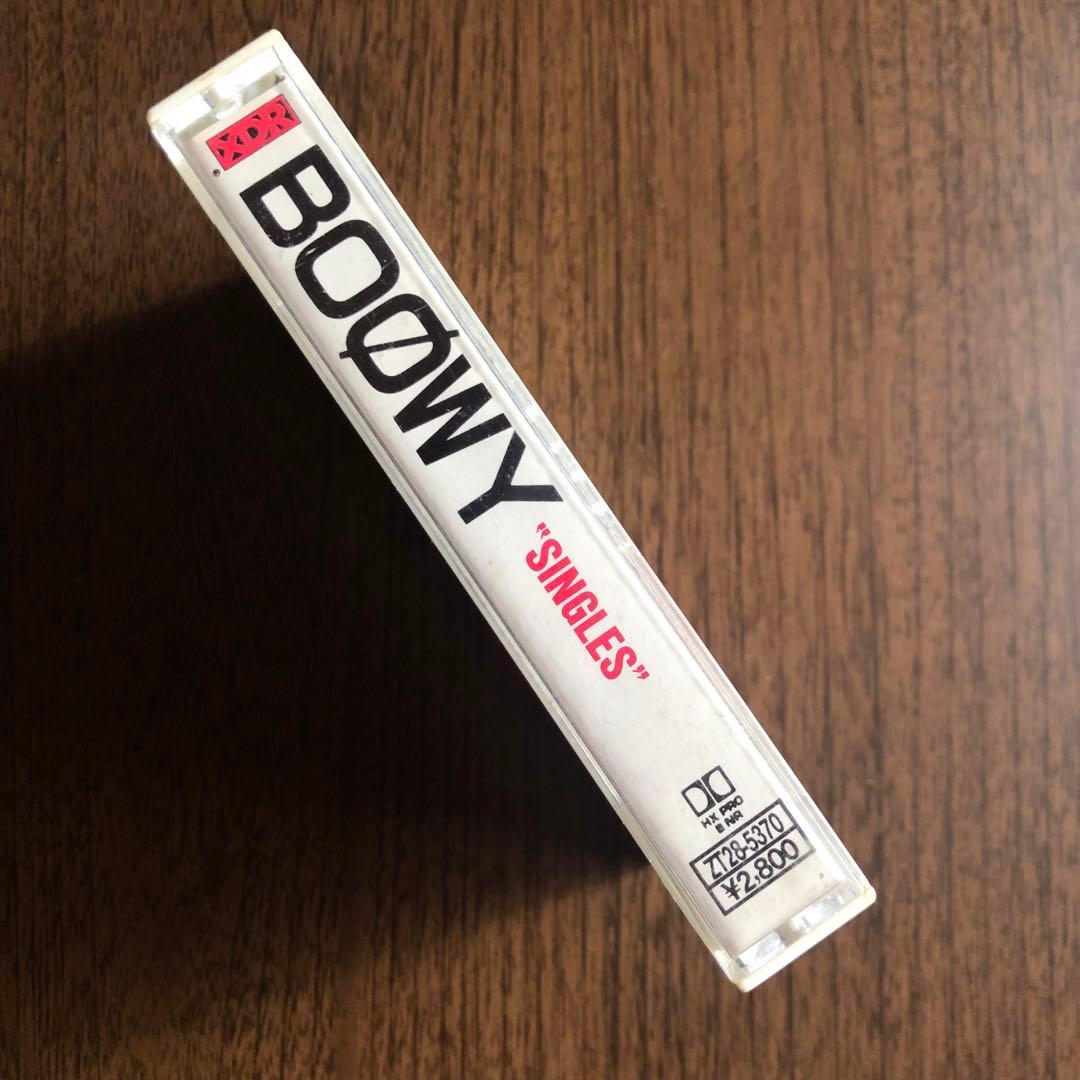 XDR
BOØWY
“SINGLES”
HX PRO
B NR
ZT28-5370
¥2,800